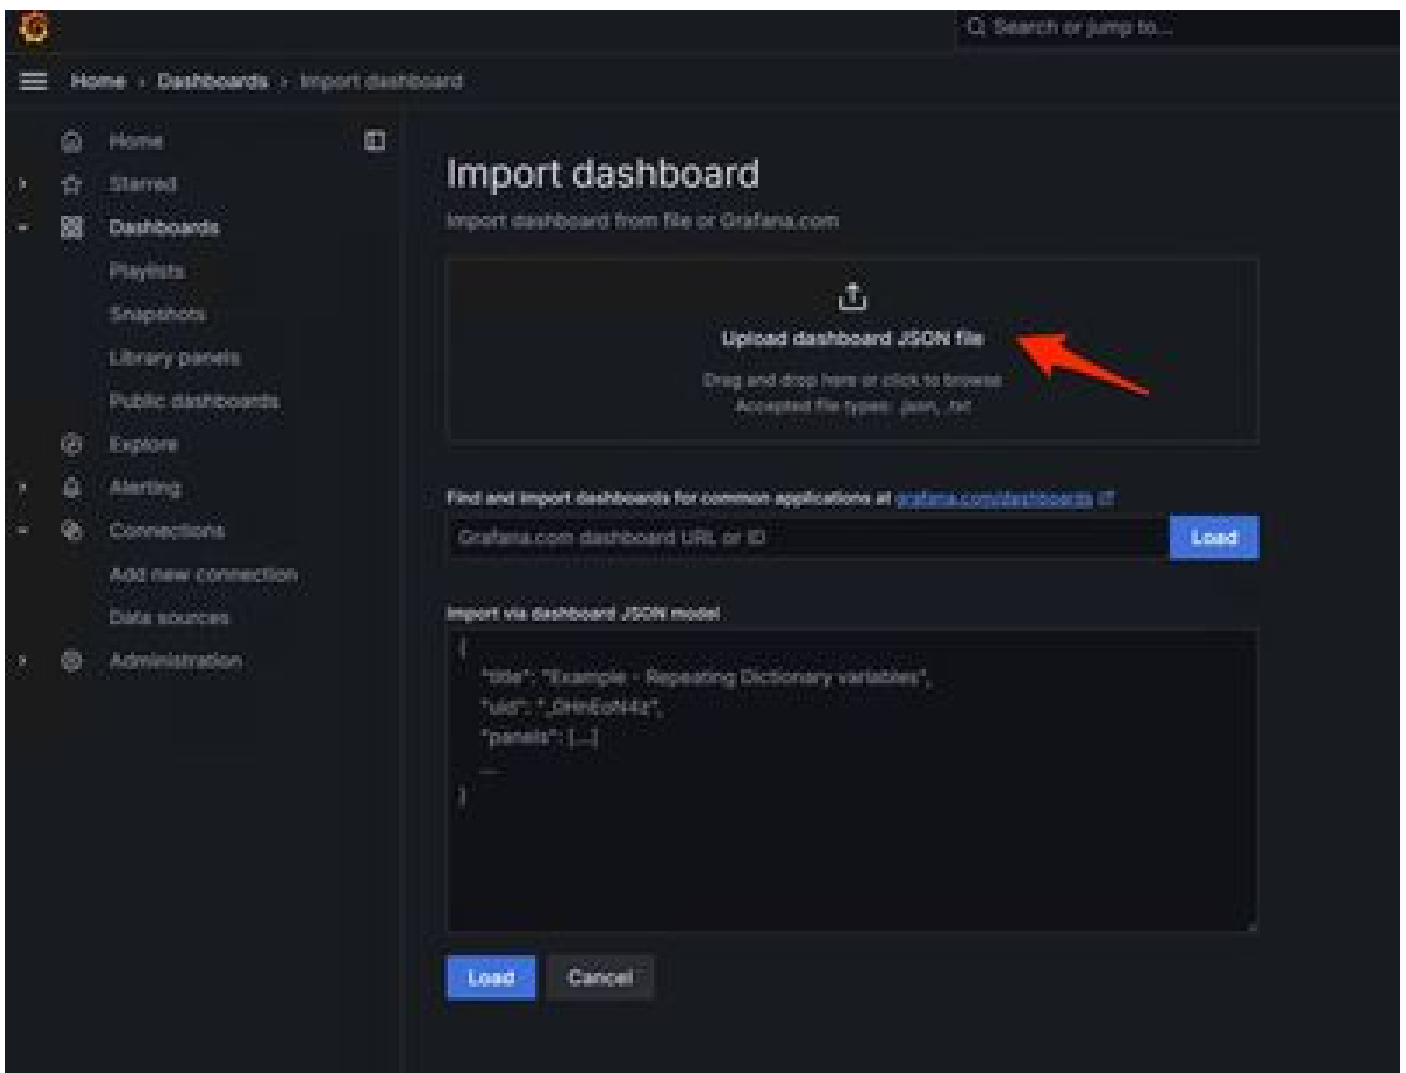 Search or jump to...
Home › Dashboards › Import dashboard
Home
Starred
Dashboards
Playlists
Snapshots
Library panels
Public dashboards
Explore
Alerting
Connections
Add new connection
Data sources
Administration
Import dashboard
Import dashboard from file or Grafana.com
Upload dashboard JSON file
Drag and drop here or click to browse
Accepted file types: .json, .txt
Find and import dashboards for common applications at grafana.com/dashboards
Grafana.com dashboard URL or ID
Load
Import via dashboard JSON model
{
"title": "Example - Repeating Dictionary variables",
"uid": "_0HnEoN4z",
"panels": [...]
...
}
Load
Cancel